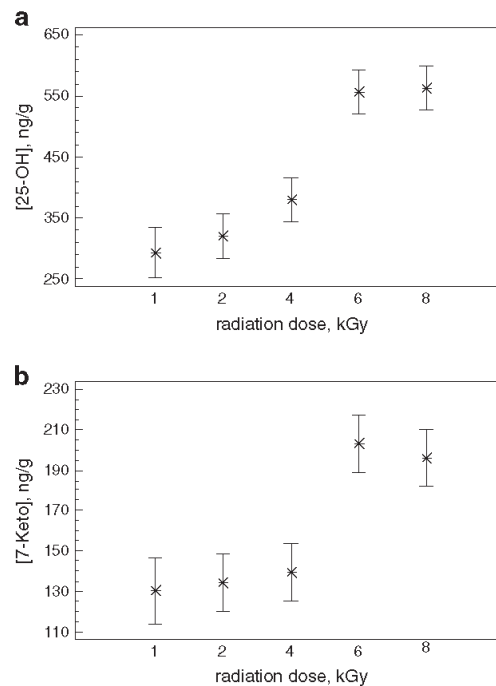 a
[25-OH], ng/g
550
450
350
250
1 2 4 6 8
radiation dose, kGy
b
[7-Keto], ng/g
230
210
190
170
150
130
110
1 2 4 6 8
radiation dose, kGy